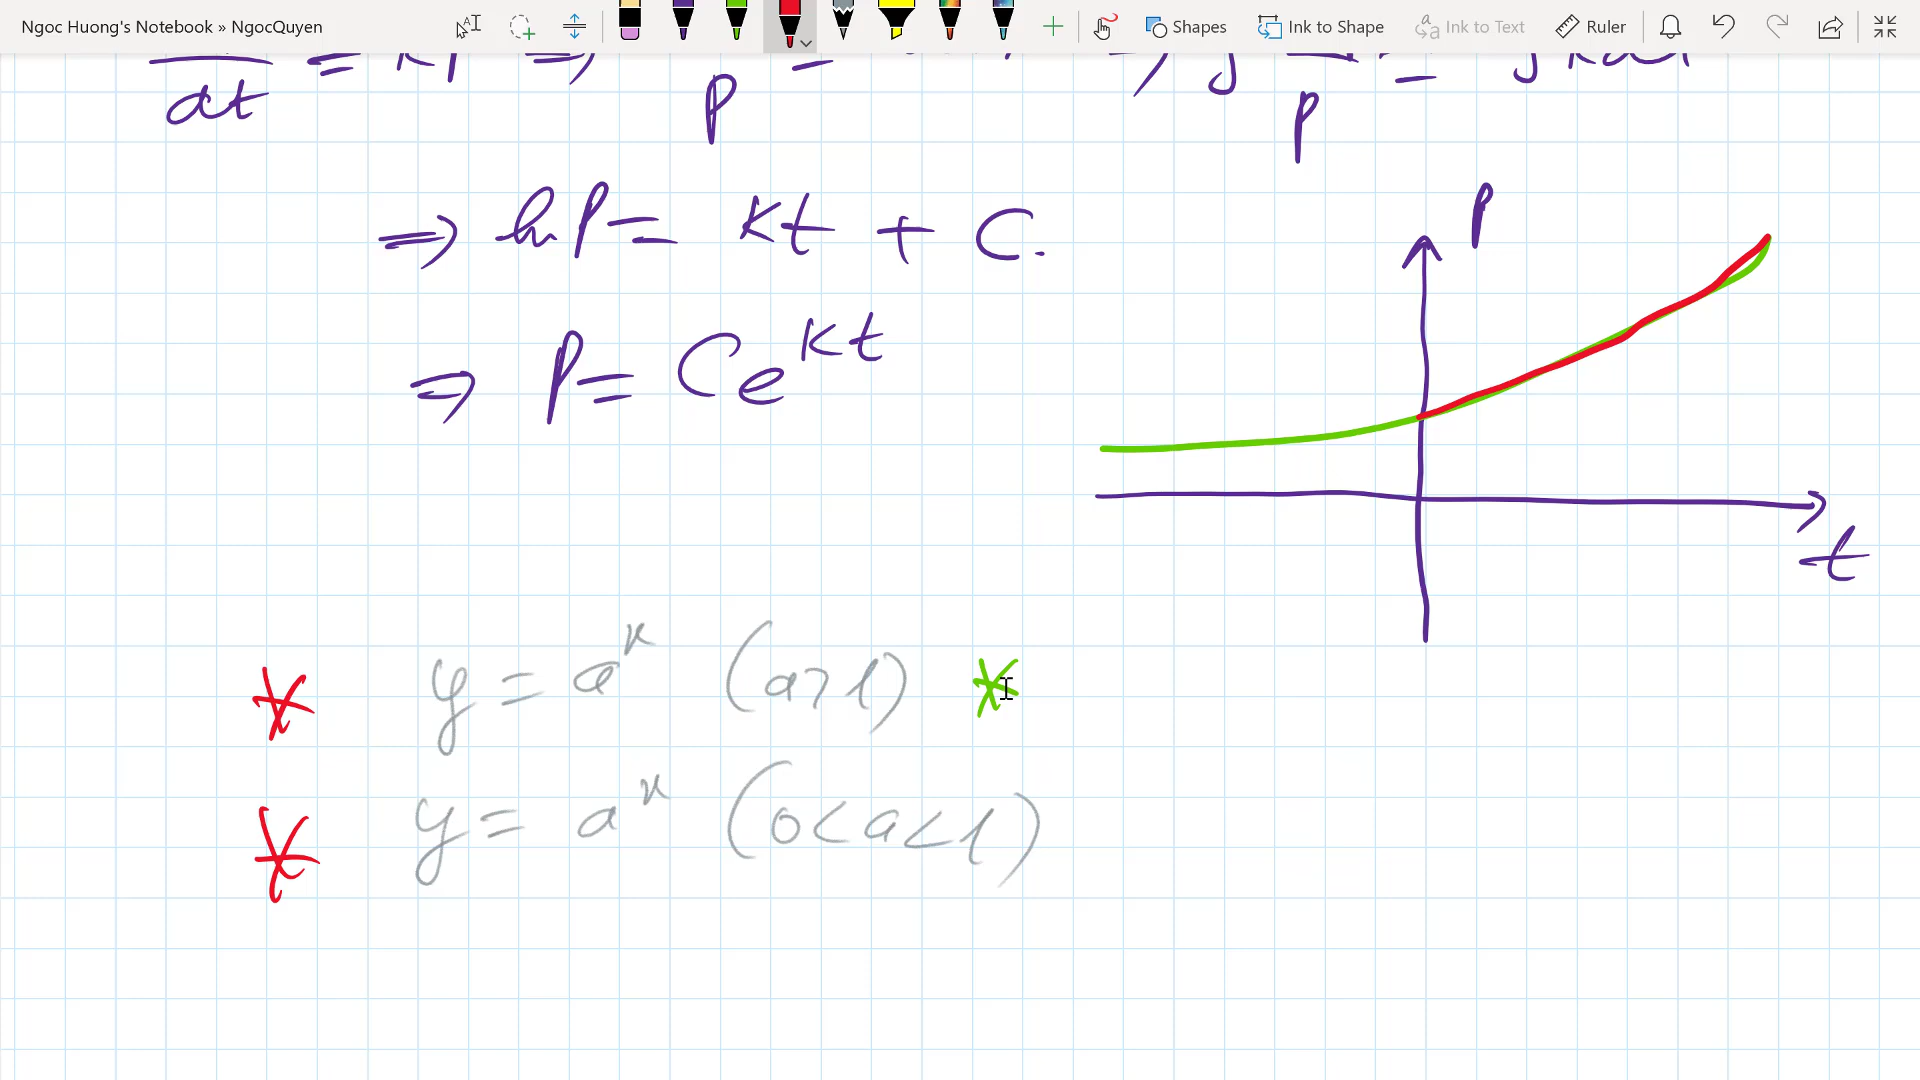 Ngoc Huong's Notebook » NgocQuyen
Shapes
Ink to Shape
Ink to Text
Ruler
dt
P
P
⇒ ln P = Kt + C.
P
⇒ P = Ce^Kt
t
* y = a^x (a>1) *
* y = a^x (0<a<1)